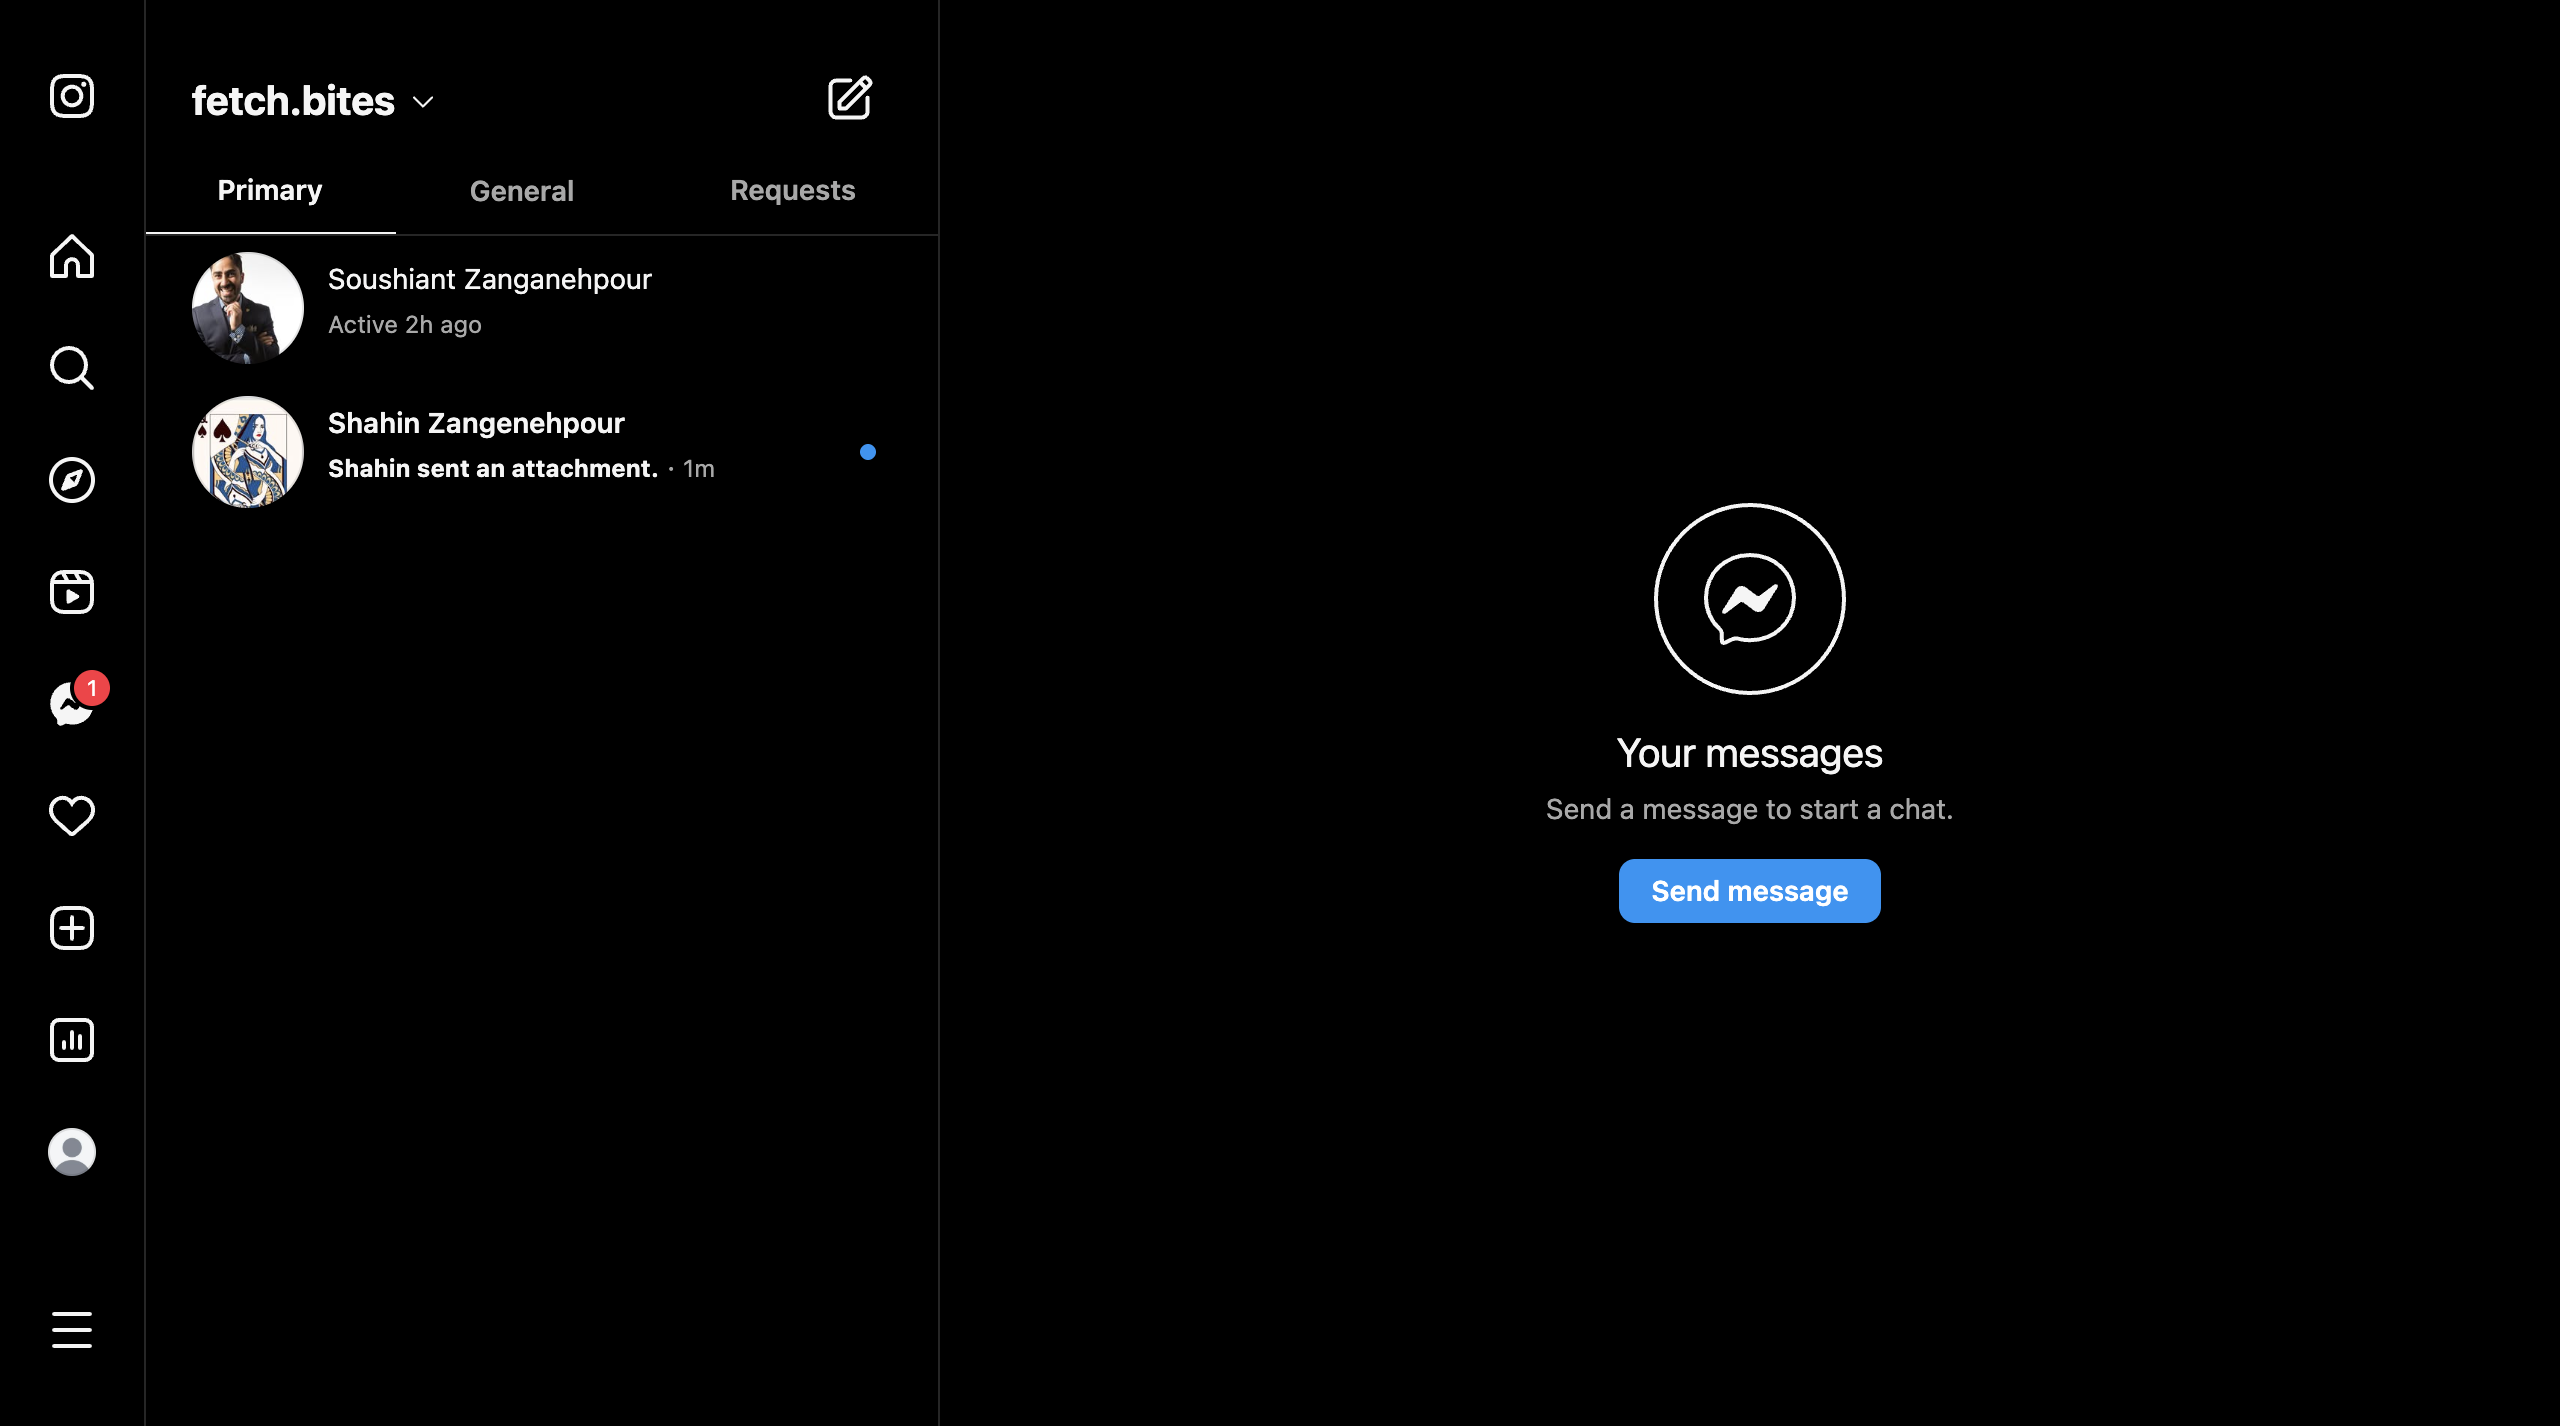 fetch.bites
Primary
General
Requests
Soushiant Zanganehpour
Active 2h ago
Shahin Zangenehpour
Shahin sent an attachment. · 1m
1
Your messages
Send a message to start a chat.
Send message